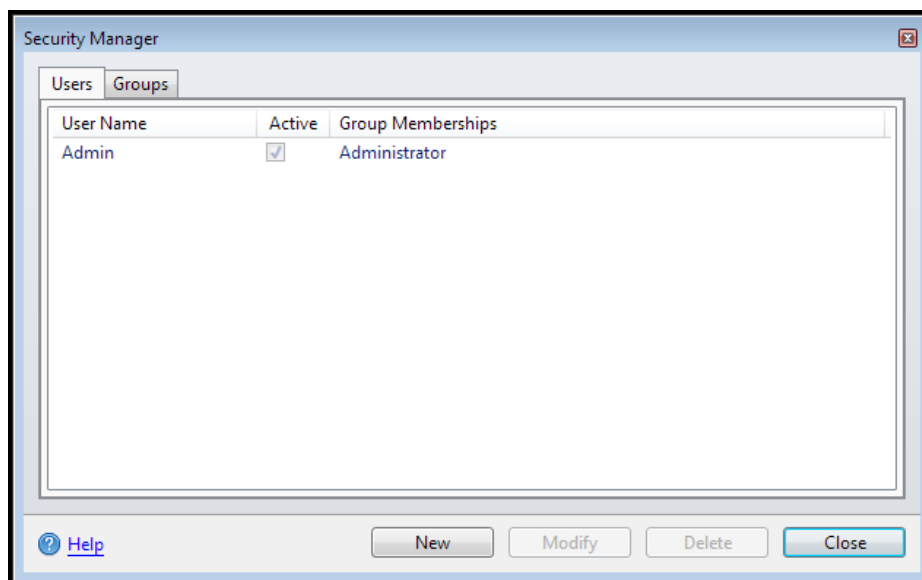 Security Manager
Users Groups
User Name Active Group Memberships
Admin Administrator
Help New Modify Delete Close